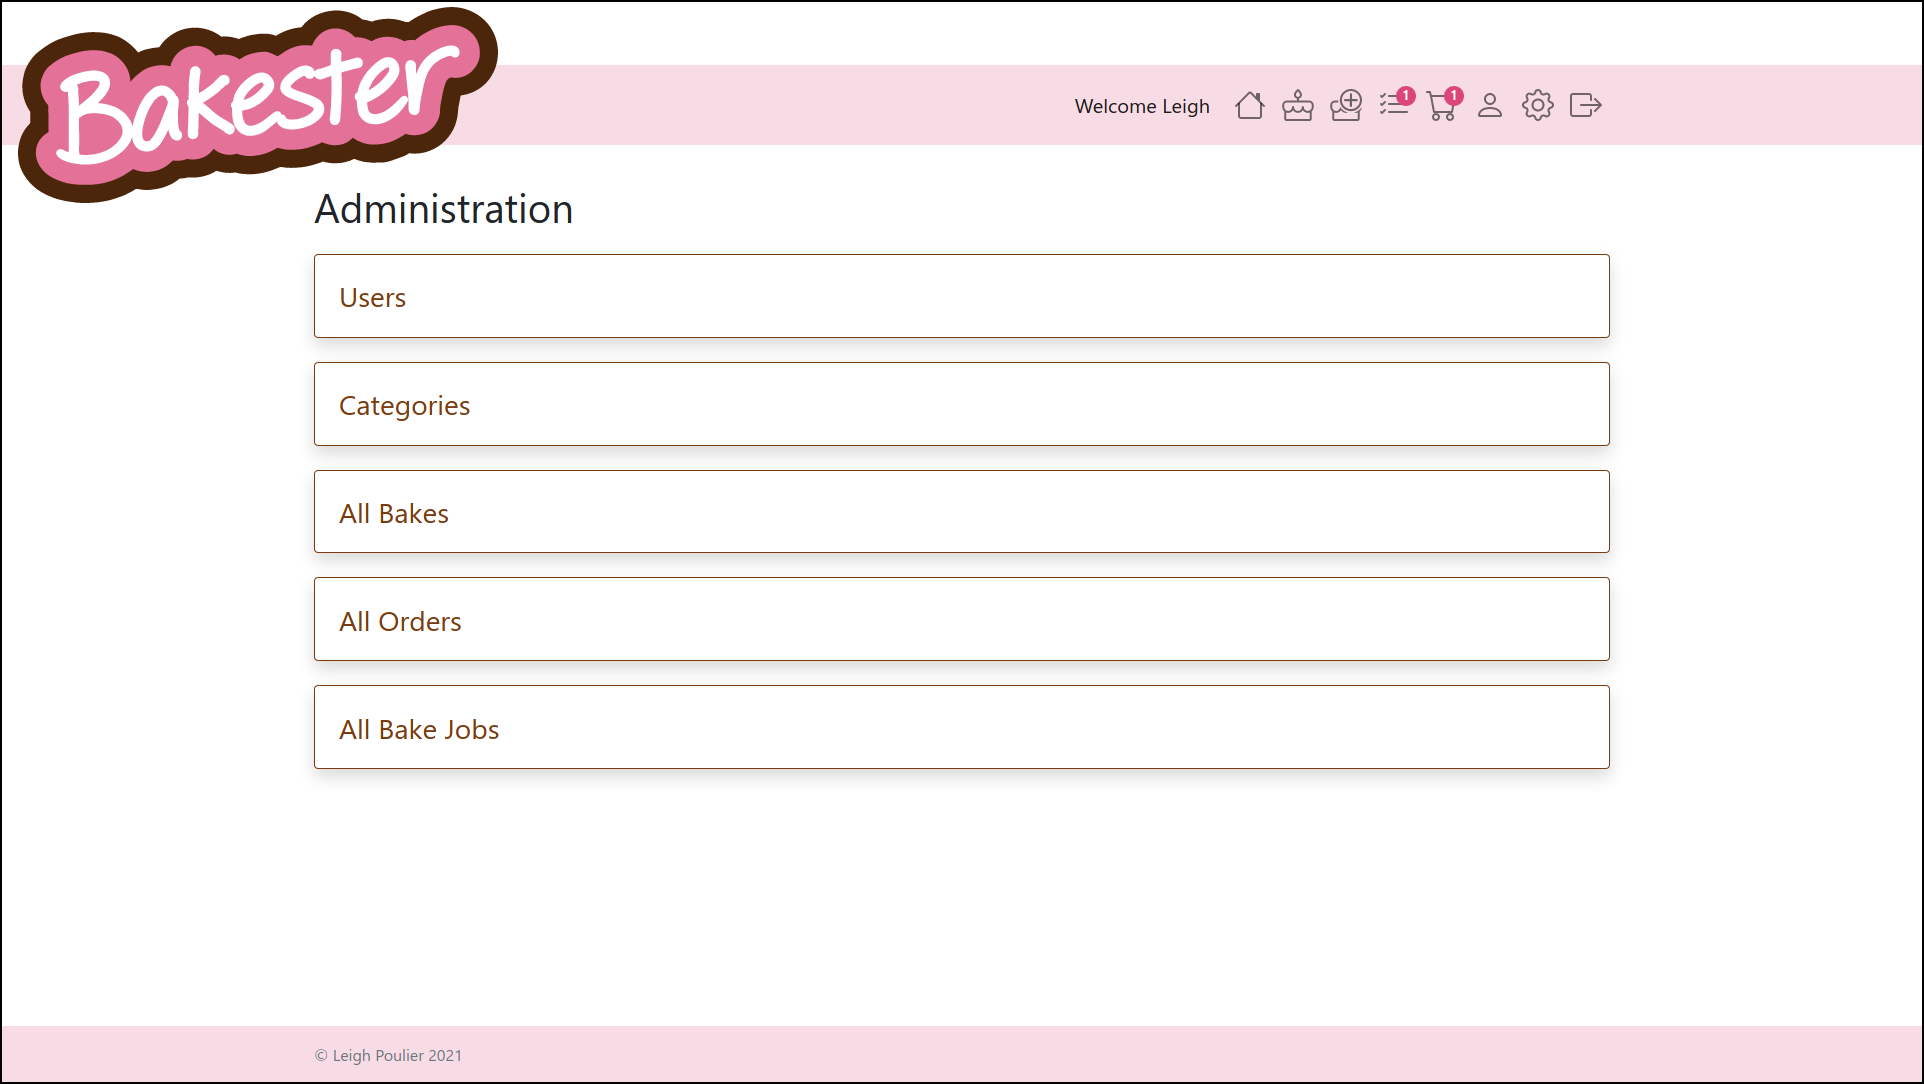 Bakester
Welcome Leigh
1
1
Administration
Users
Categories
All Bakes
All Orders
All Bake Jobs
© Leigh Poulier 2021